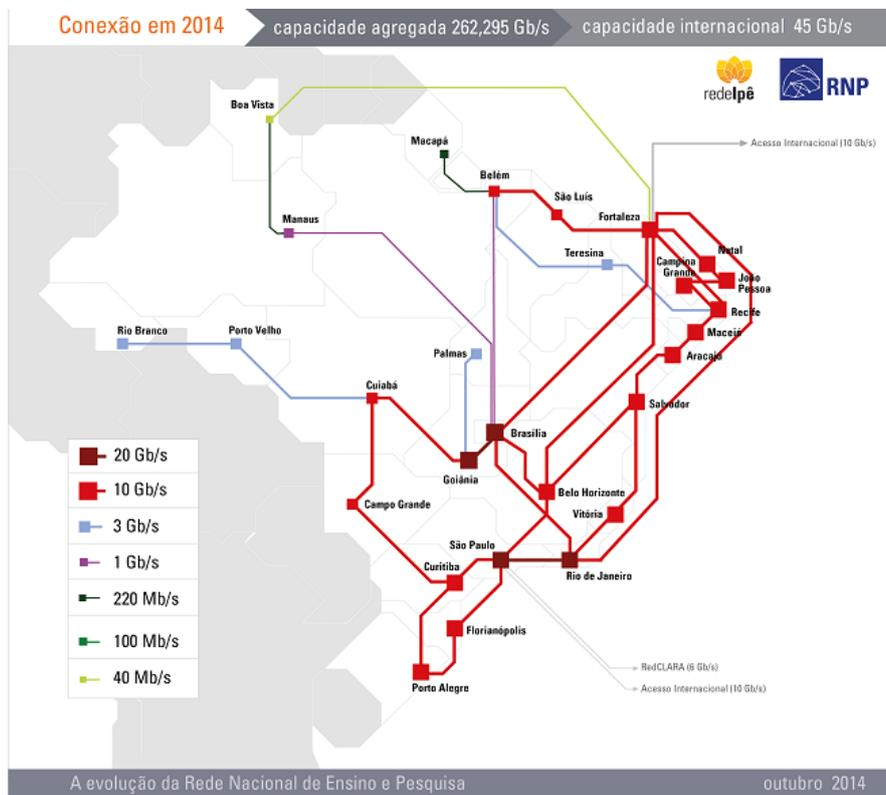 Conexão em 2014
capacidade agregada 262,295 Gb/s
capacidade internacional 45 Gb/s
redeIpê
RNP
Boa Vista
Macapá
Acesso Internacional (10 Gb/s)
Belém
São Luís
Fortaleza
Manaus
Natal
Teresina
Campina
Grande
João
Pessoa
Recife
Rio Branco
Porto Velho
Maceió
Palmas
Aracaju
Cuiabá
Salvador
Brasília
20 Gb/s
Goiânia
10 Gb/s
Belo Horizonte
Campo Grande
Vitória
3 Gb/s
São Paulo
1 Gb/s
Curitiba
Rio de Janeiro
220 Mb/s
Florianópolis
100 Mb/s
RedCLARA (6 Gb/s)
40 Mb/s
Porto Alegre
Acesso Internacional (10 Gb/s)
A evolução da Rede Nacional de Ensino e Pesquisa
outubro 2014